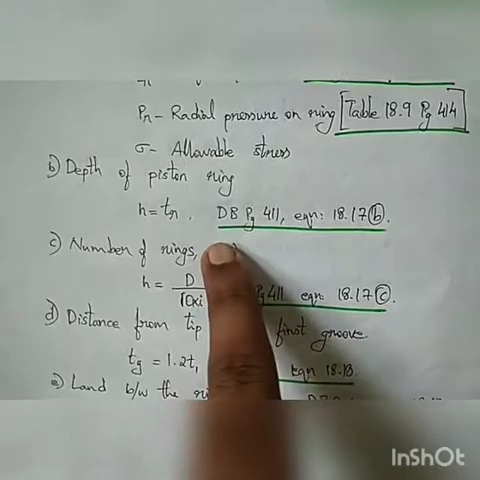 Pr - Radial pressure on ring [Table 18.9 Pg 414]
σ - Allowable stress
b) Depth of piston ring
h = tr, DB Pg 411, eqn: 18.17 (b).
c) Number of rings,
h = D / 10xi Pg 411 eqn: 18.17 (c).
d) Distance from tip first groove.
tg = 1.2t, Eqn 18.18.
e) Land b/w the
InShOt